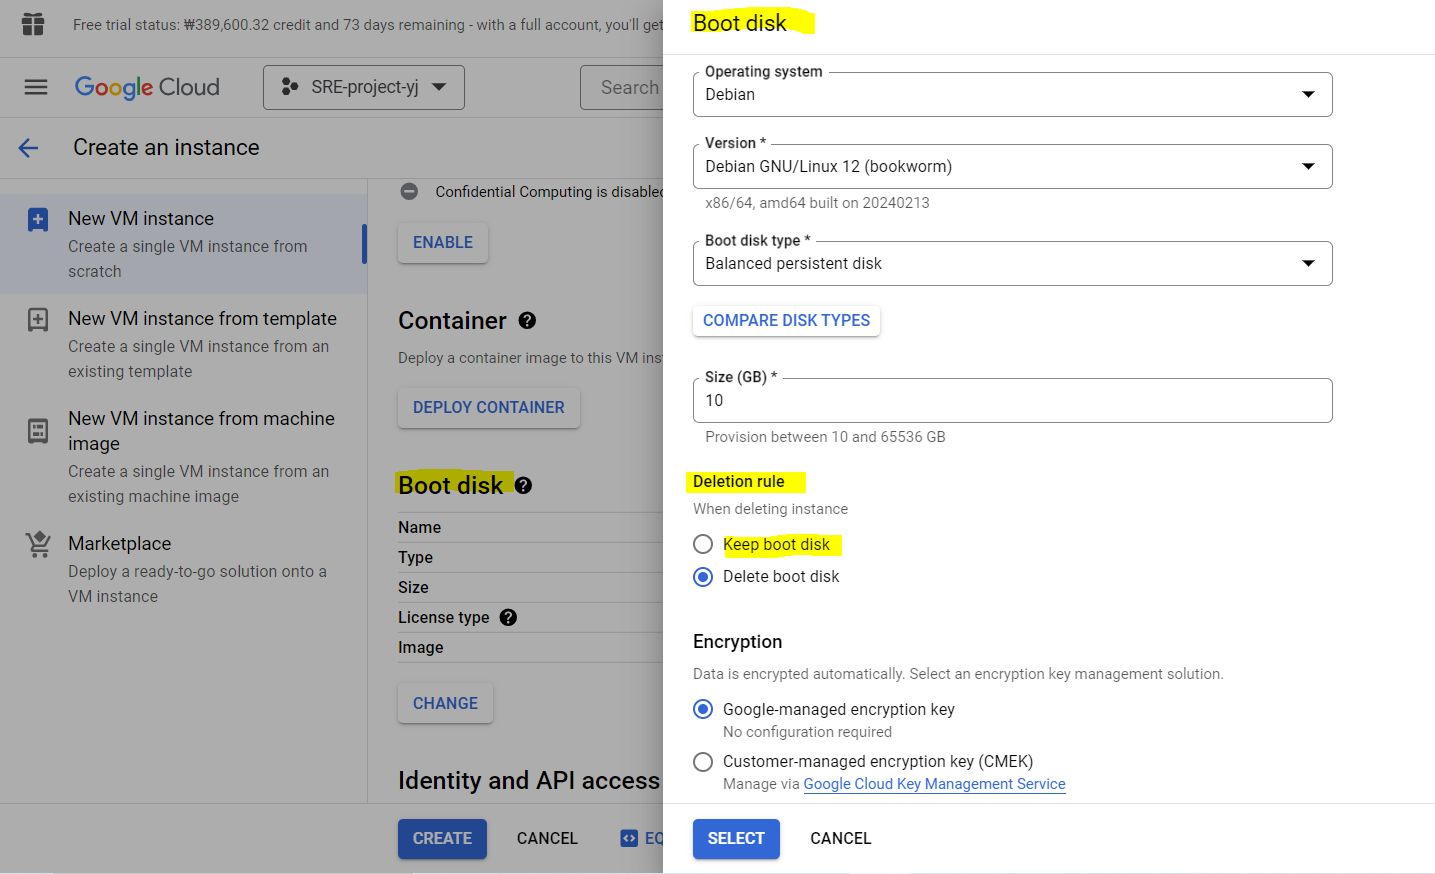 Free trial status: ₩389,600.32 credit and 73 days remaining - with a full account, you'll get
Google Cloud
SRE-project-yj
Search
Create an instance
New VM instance
Create a single VM instance from
scratch
New VM instance from template
Create a single VM instance from an
existing template
New VM instance from machine
image
Create a single VM instance from an
existing machine image
Marketplace
Deploy a ready-to-go solution onto a
VM instance
Confidential Computing is disabled
ENABLE
Container
Deploy a container image to this VM ins
DEPLOY CONTAINER
Boot disk
Name
Type
Size
License type
Image
CHANGE
Identity and API access
CREATE
CANCEL
EQ
Boot disk
Operating system
Debian
Version *
Debian GNU/Linux 12 (bookworm)
x86/64, amd64 built on 20240213
Boot disk type *
Balanced persistent disk
COMPARE DISK TYPES
Size (GB) *
10
Provision between 10 and 65536 GB
Deletion rule
When deleting instance
Keep boot disk
Delete boot disk
Encryption
Data is encrypted automatically. Select an encryption key management solution.
Google-managed encryption key
No configuration required
Customer-managed encryption key (CMEK)
Manage via Google Cloud Key Management Service
SELECT
CANCEL